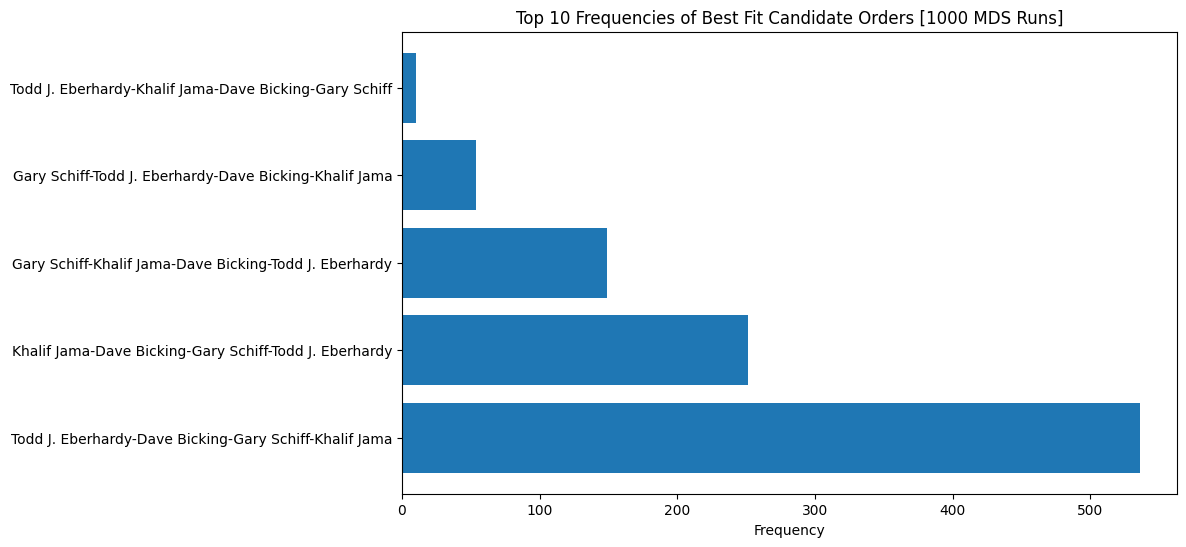 Top 10 Frequencies of Best Fit Candidate Orders [1000 MDS Runs]
Todd J. Eberhardy-Khalif Jama-Dave Bicking-Gary Schiff
Gary Schiff-Todd J. Eberhardy-Dave Bicking-Khalif Jama
Gary Schiff-Khalif Jama-Dave Bicking-Todd J. Eberhardy
Khalif Jama-Dave Bicking-Gary Schiff-Todd J. Eberhardy
Todd J. Eberhardy-Dave Bicking-Gary Schiff-Khalif Jama
0 100 200 300 400 500
Frequency